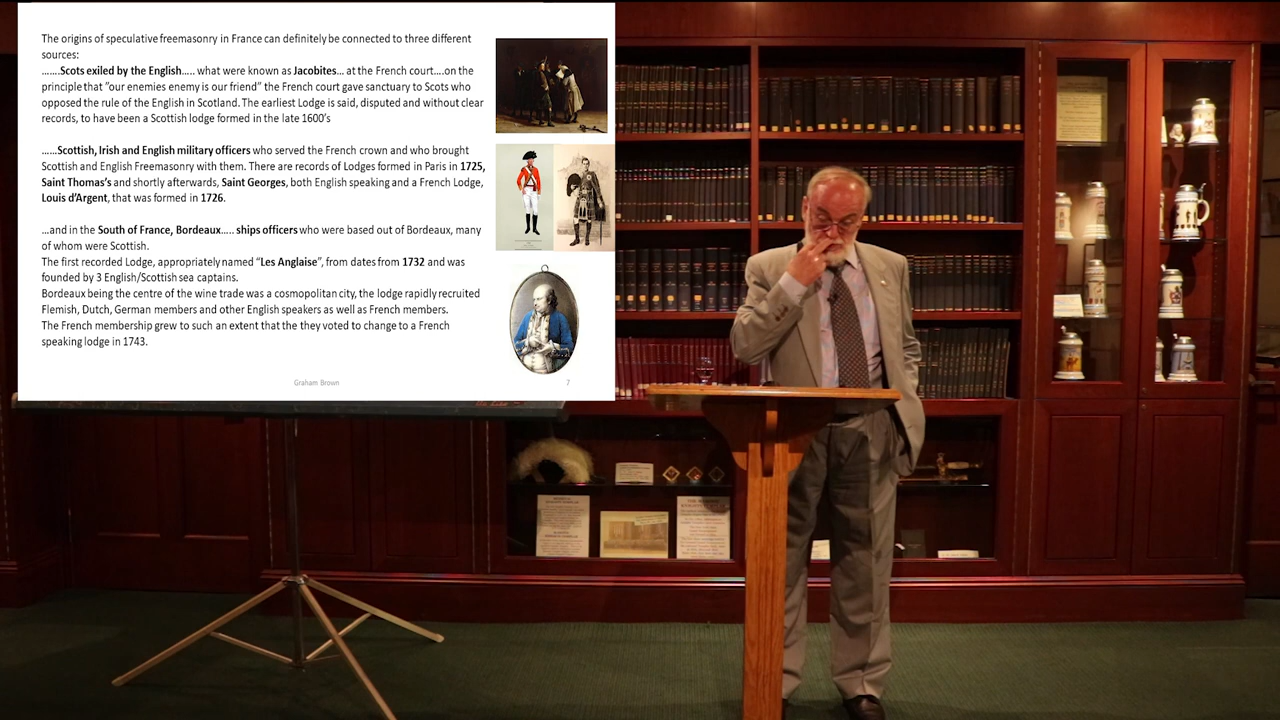 The origins of speculative freemasonry in France can definitely be connected to three different
sources:
…….Scots exiled by the English….. what were known as Jacobites… at the French court….on the
principle that "our enemies enemy is our friend" the French court gave sanctuary to Scots who
opposed the rule of the English in Scotland. The earliest Lodge is said, disputed and without clear
records, to have been a Scottish lodge formed in the late 1600's
……Scottish, Irish and English military officers who served the French crown and who brought
Scottish and English Freemasonry with them. There are records of Lodges formed in Paris in 1725,
Saint Thomas's and shortly afterwards, Saint Georges, both English speaking and a French Lodge,
Louis d'Argent, that was formed in 1726.
…and in the South of France, Bordeaux….. ships officers who were based out of Bordeaux, many
of whom were Scottish.
The first recorded Lodge, appropriately named "Les Anglaise", from dates from 1732 and was
founded by 3 English/Scottish sea captains.
Bordeaux being the centre of the wine trade was a cosmopolitan city, the lodge rapidly recruited
Flemish, Dutch, German members and other English speakers as well as French members.
The French membership grew to such an extent that the they voted to change to a French
speaking lodge in 1743.
Graham Brown
7